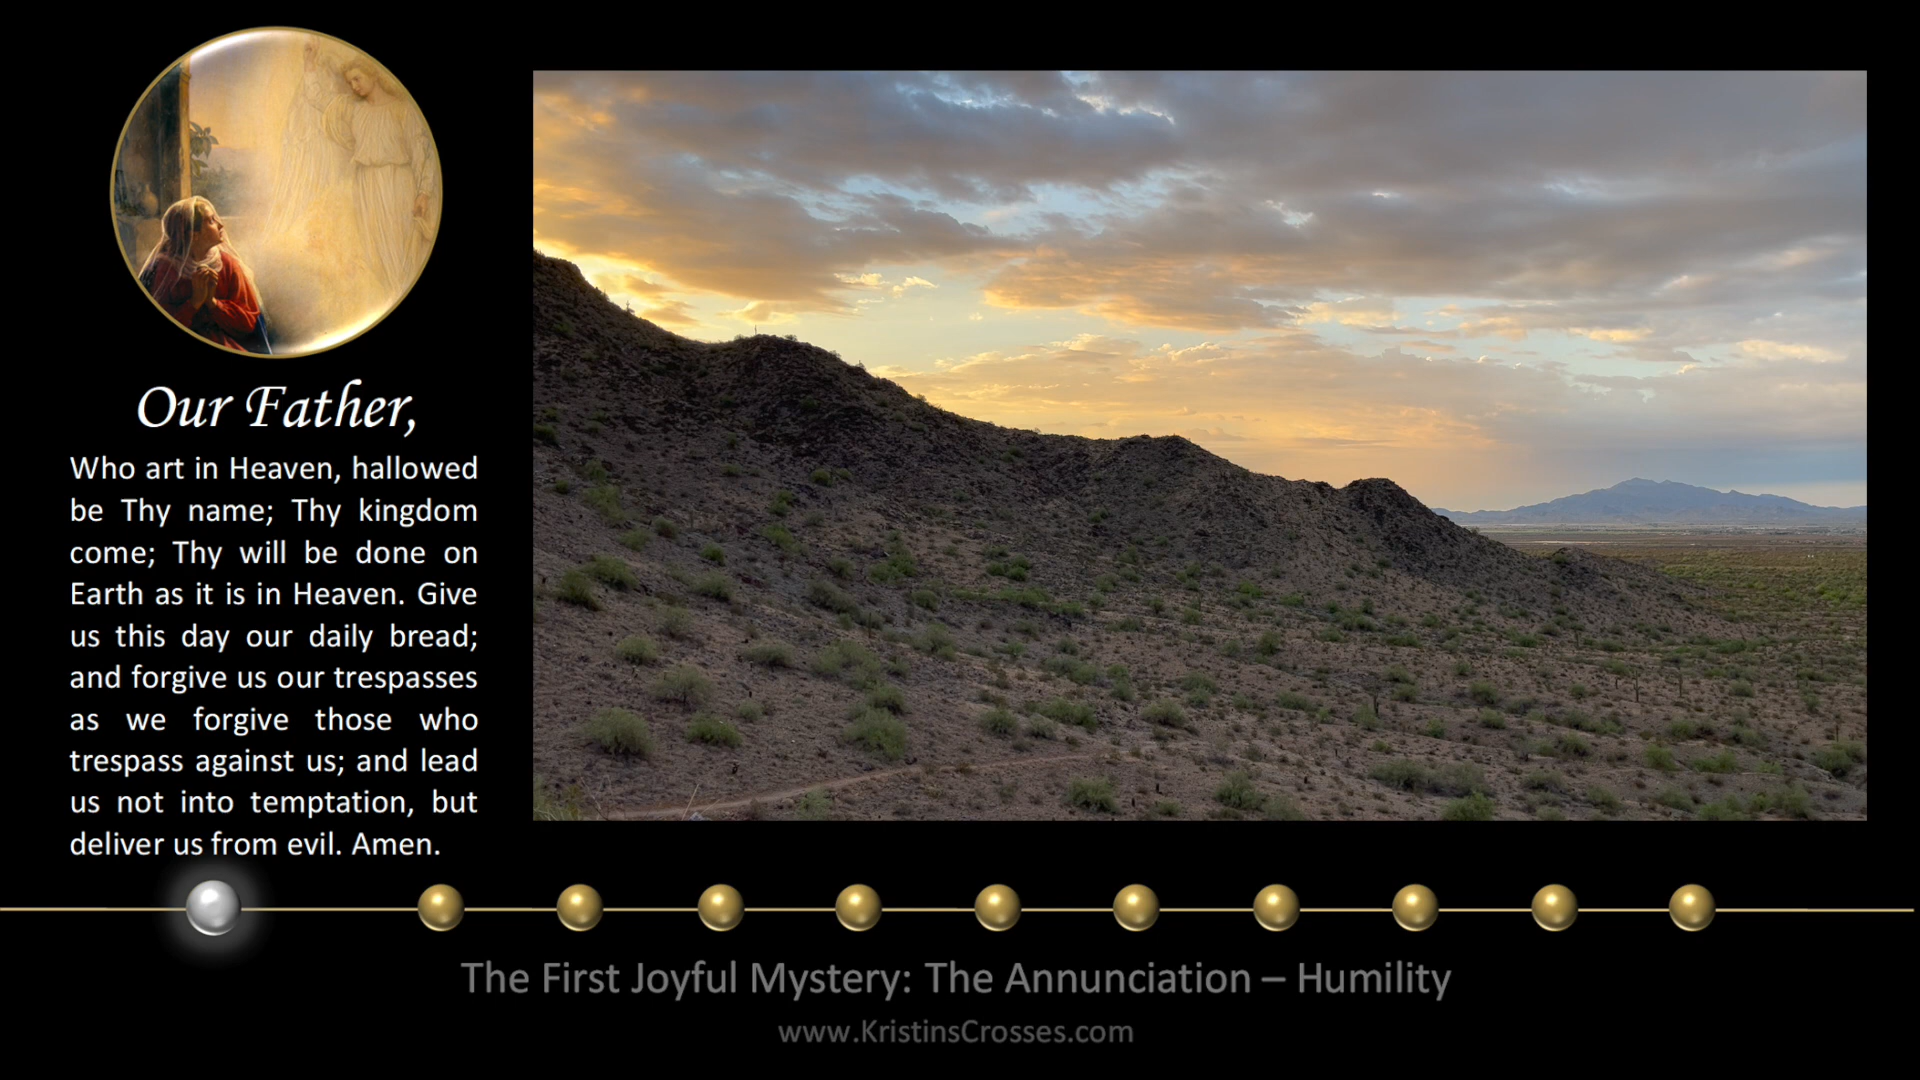 Our Father,
Who art in Heaven, hallowed
be Thy name; Thy kingdom
come; Thy will be done on
Earth as it is in Heaven. Give
us this day our daily bread;
and forgive us our trespasses
as we forgive those who
trespass against us; and lead
us not into temptation, but
deliver us from evil. Amen.
The First Joyful Mystery: The Annunciation – Humility
www.KristinsCrosses.com